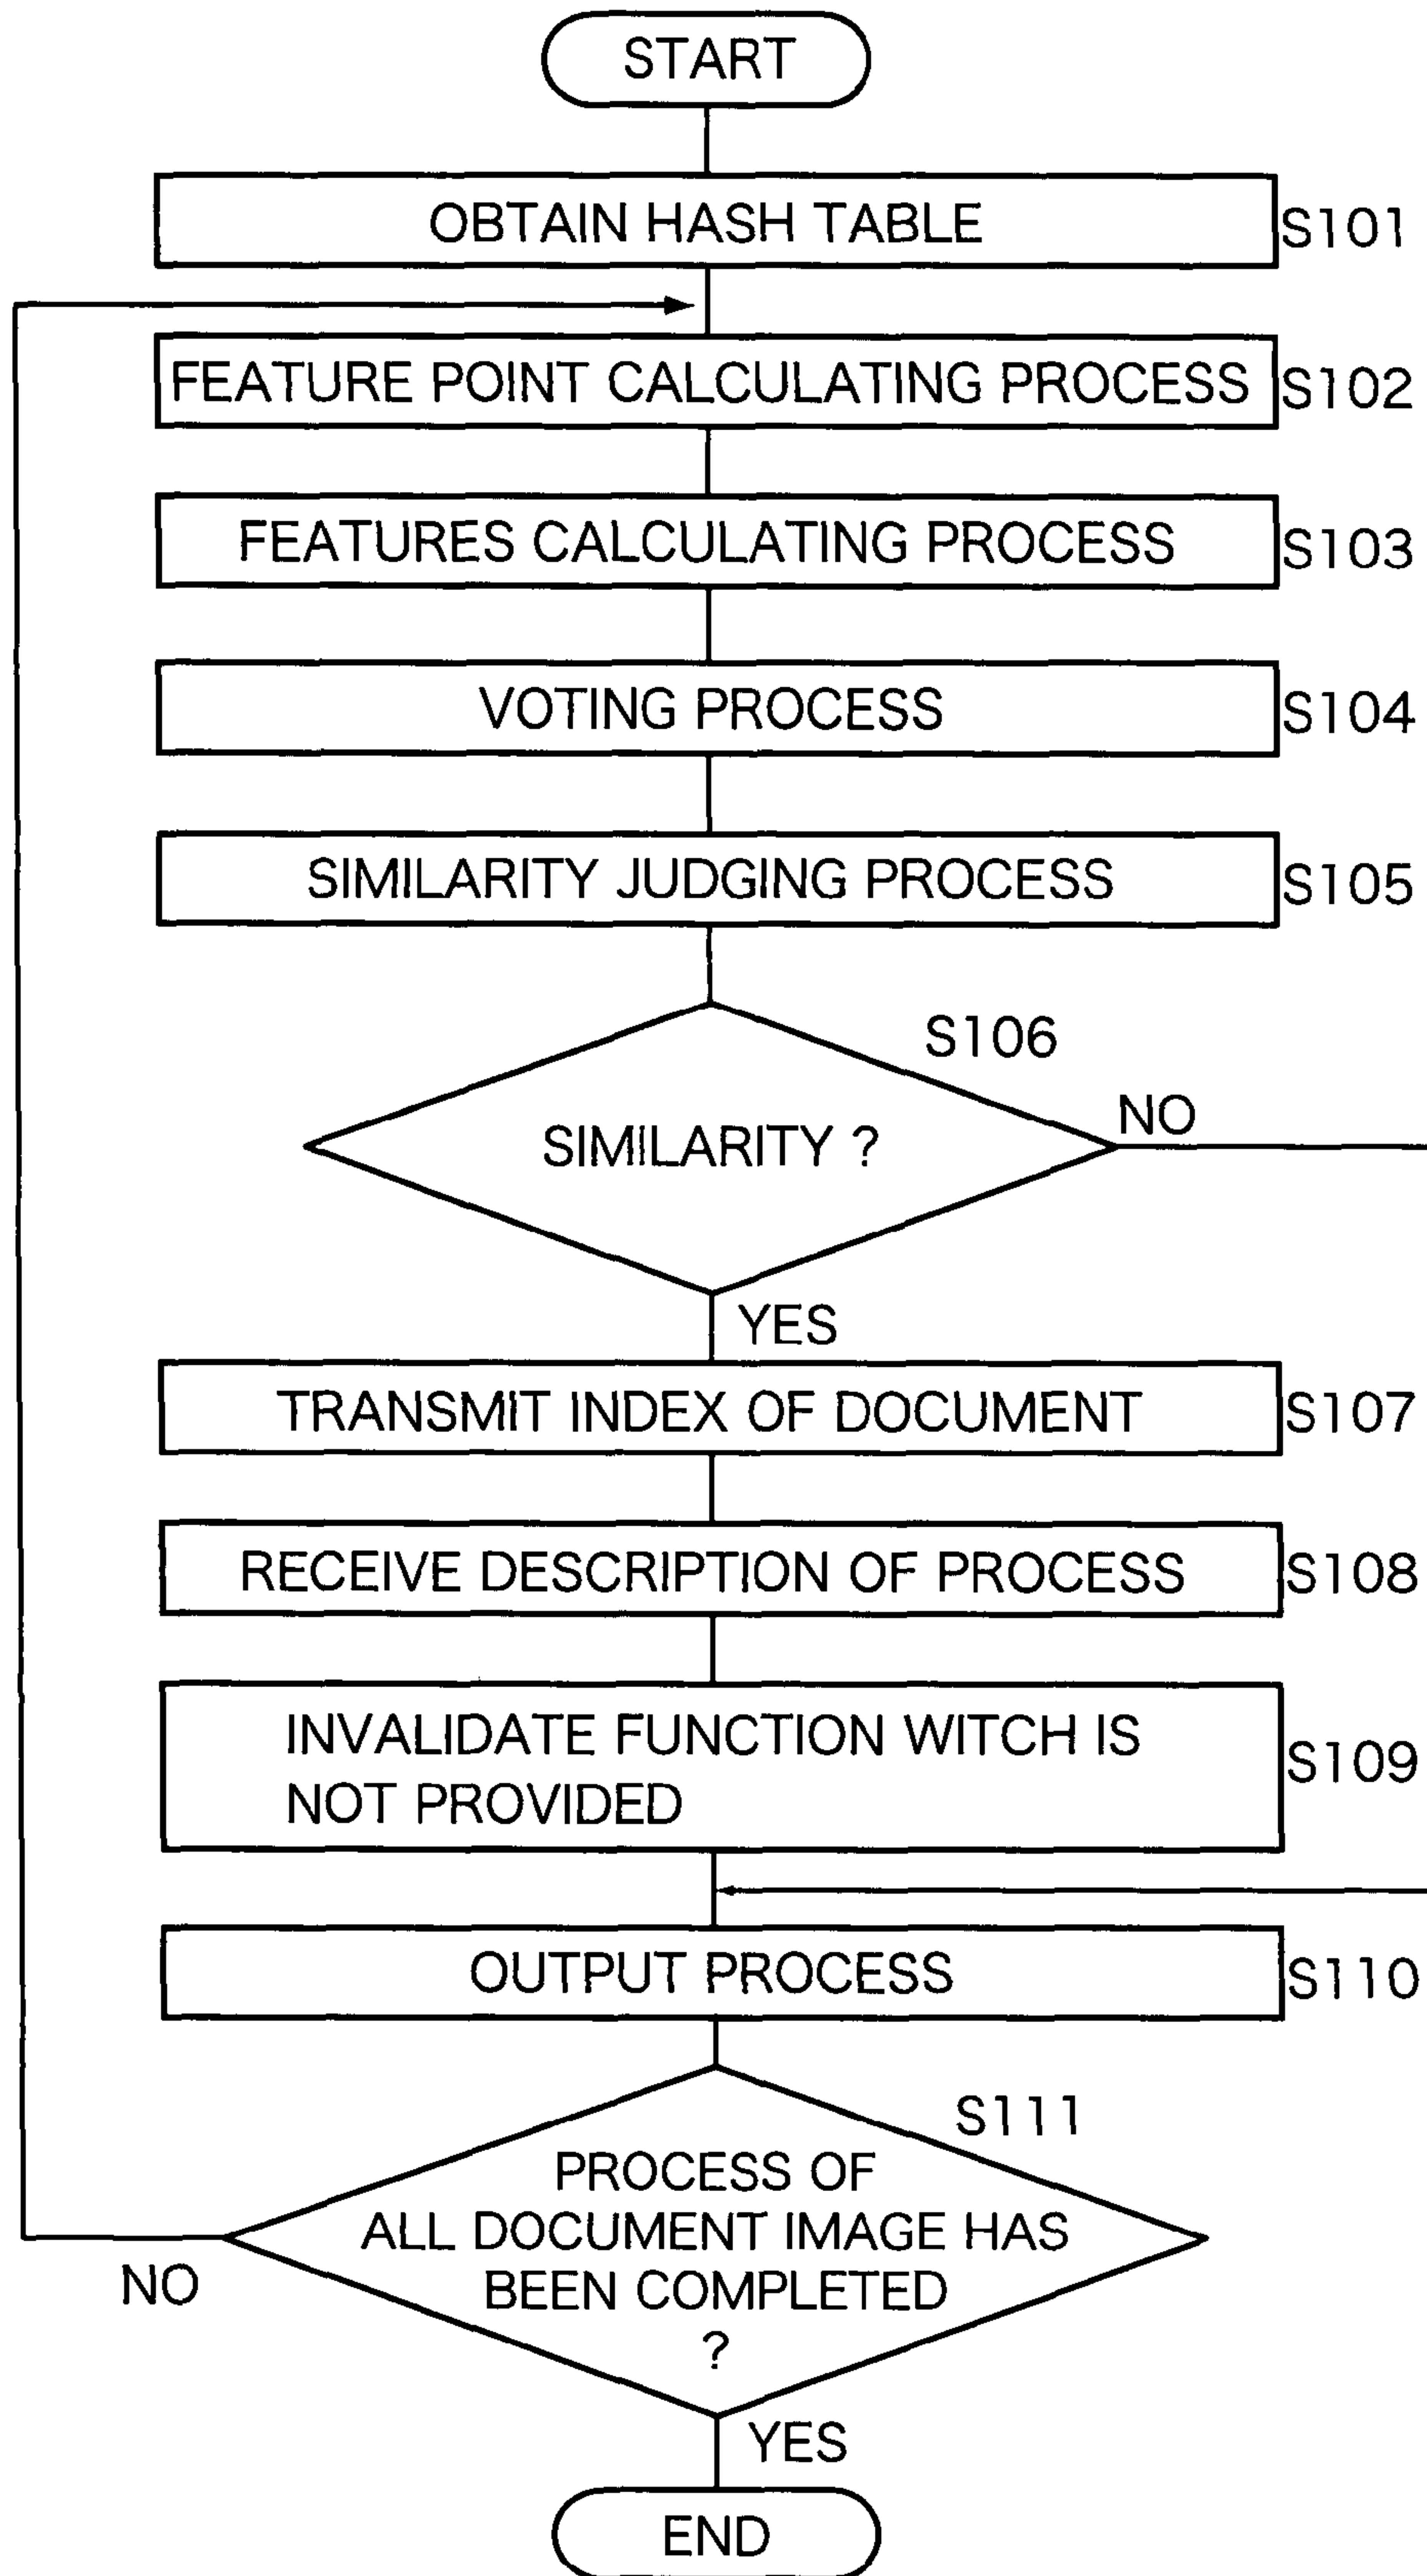 START
OBTAIN HASH TABLE
S101
FEATURE POINT CALCULATING PROCESS
S102
FEATURES CALCULATING PROCESS
S103
VOTING PROCESS
S104
SIMILARITY JUDGING PROCESS
S105
S106
SIMILARITY ?
NO
YES
TRANSMIT INDEX OF DOCUMENT
S107
RECEIVE DESCRIPTION OF PROCESS
S108
INVALIDATE FUNCTION WITCH IS
NOT PROVIDED
S109
OUTPUT PROCESS
S110
S111
PROCESS OF
ALL DOCUMENT IMAGE HAS
BEEN COMPLETED
?
NO
YES
END